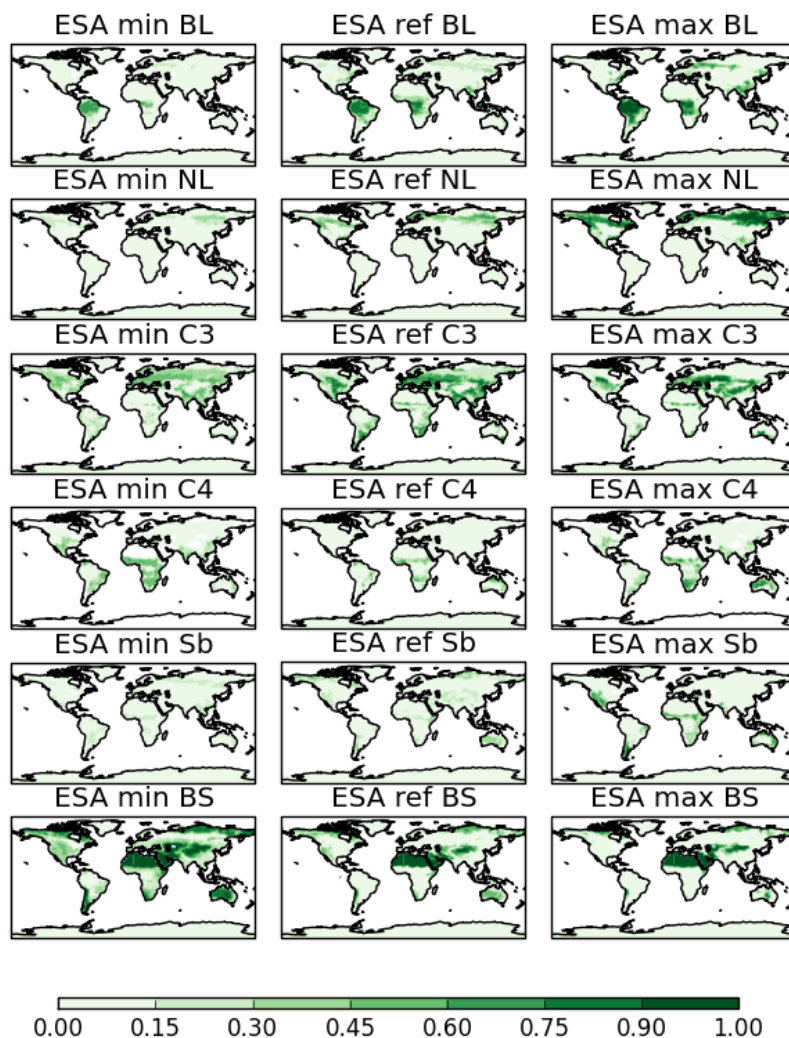 ESA min BL ESA ref BL ESA max BL
ESA min NL ESA ref NL ESA max NL
ESA min C3 ESA ref C3 ESA max C3
ESA min C4 ESA ref C4 ESA max C4
ESA min Sb ESA ref Sb ESA max Sb
ESA min BS ESA ref BS ESA max BS
0.00 0.15 0.30 0.45 0.60 0.75 0.90 1.00